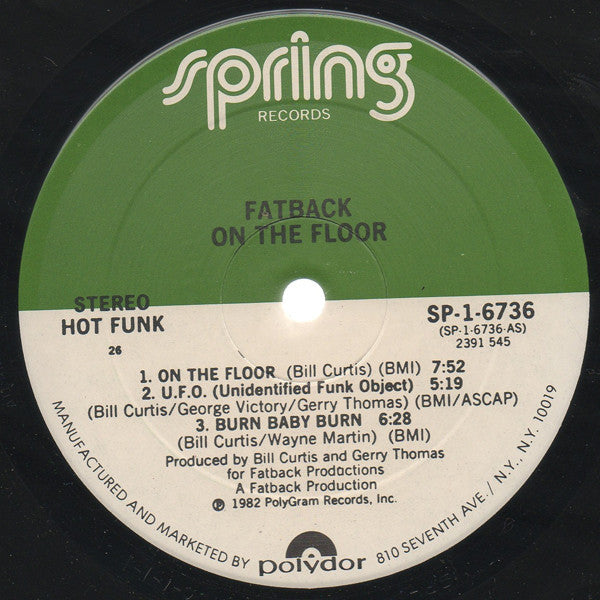 spring
RECORDS
FATBACK
ON THE FLOOR
STEREO
HOT FUNK
26
SP-1-6736
(SP-1-6736-AS)
2391 545
1. ON THE FLOOR (Bill Curtis) (BMI) 7:52
2. U.F.O. (Unidentified Funk Object) 5:19
(Bill Curtis/George Victory/Gerry Thomas) (BMI/ASCAP)
3. BURN BABY BURN 6:28
(Bill Curtis/Wayne Martin) (BMI)
Produced by Bill Curtis and Gerry Thomas
for Fatback Productions
A Fatback Production
℗ 1982 PolyGram Records, Inc.
MANUFACTURED AND MARKETED BY polydor 810 SEVENTH AVE./ N.Y., N.Y. 10019